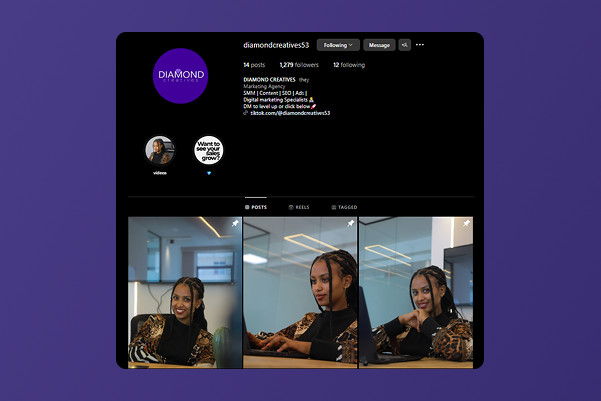 diamondcreatives53 Following Message
14 posts 1,279 followers 12 following
DIAMOND CREATIVES they
Marketing Agency
SMM | Content | SEO | Ads |
Digital marketing Specialists
DM to level up or click below
tiktok.com/@diamondcreatives53
DIAMOND
creatives
Want to
see your
sales
grow?
videos
POSTS REELS TAGGED